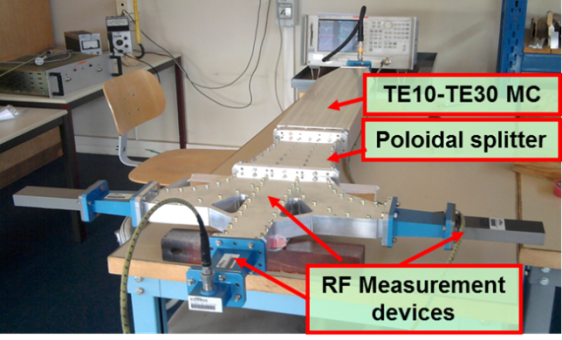 TE10-TE30 MC
Poloidal splitter
RF Measurement
devices